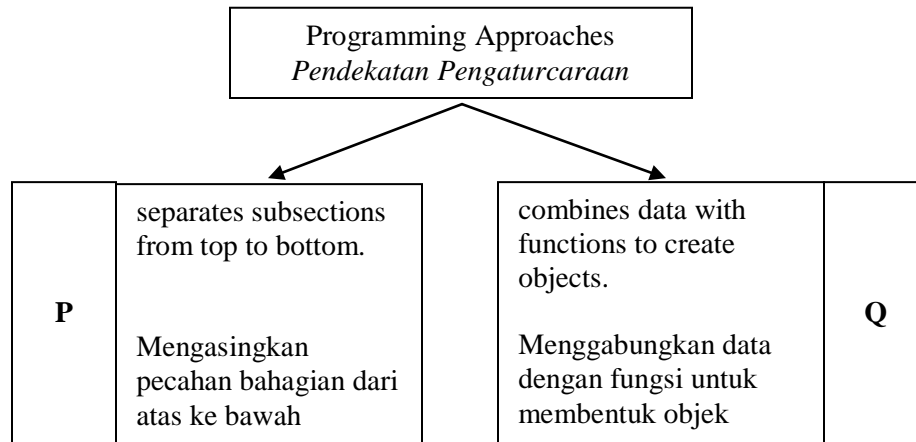 Programming Approaches
Pendekatan Pengaturcaraan
P
separates subsections
from top to bottom.
Mengasingkan
pecahan bahagian dari
atas ke bawah
combines data with
functions to create
objects.
Menggabungkan data
dengan fungsi untuk
membentuk objek
Q